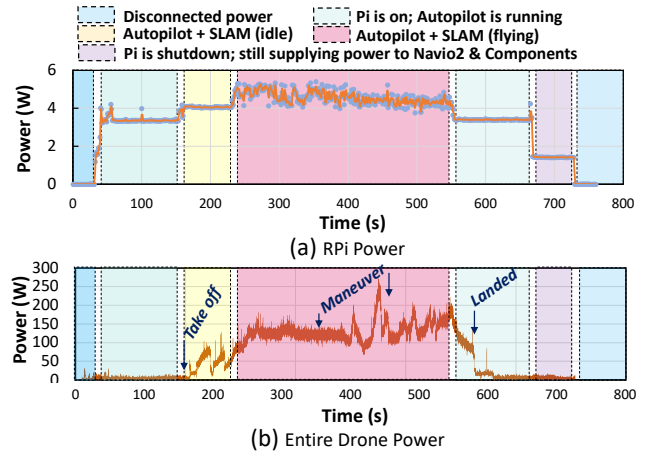 Disconnected power
Pi is on; Autopilot is running
Autopilot + SLAM (idle)
Autopilot + SLAM (flying)
Pi is shutdown; still supplying power to Navio2 & Components
Power (W)
6
4
2
0
0 100 200 300 400 500 600 700 800
Time (s)
(a) RPi Power
Power (W)
300
250
200
150
100
50
0
Take off
Maneuver
Landed
0 100 200 300 400 500 600 700 800
Time (s)
(b) Entire Drone Power